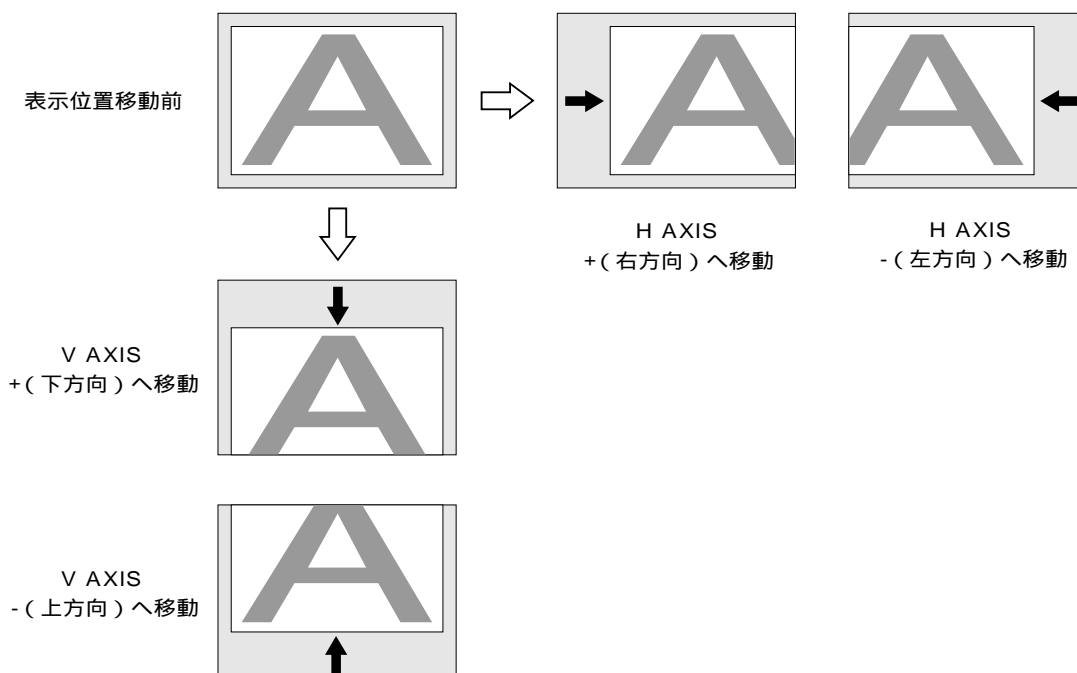 表示位置移動前
A
A
A
H AXIS
+(右方向)へ移動
H AXIS
-(左方向)へ移動
A
V AXIS
+(下方向)へ移動
A
V AXIS
-(上方向)へ移動